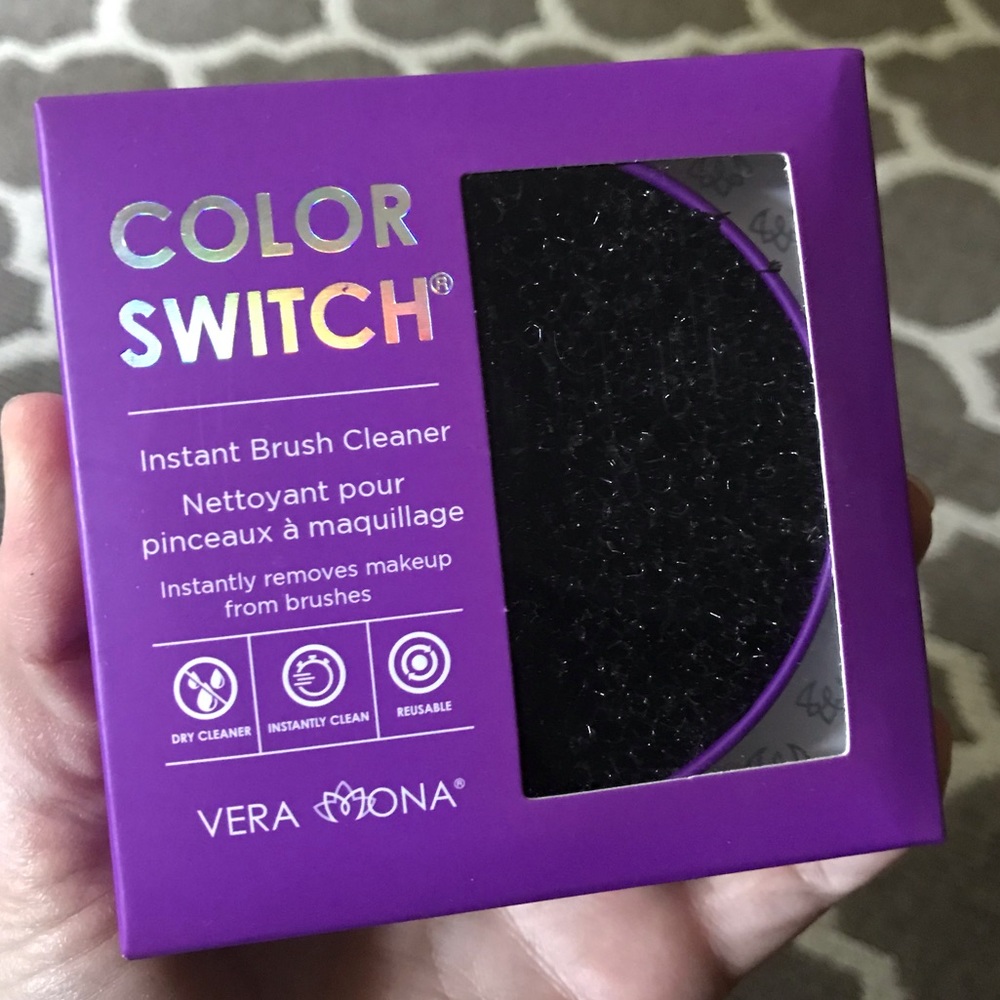 COLOR
SWITCH®
Instant Brush Cleaner
Nettoyant pour
pinceaux à maquillage
Instantly removes makeup
from brushes
DRY CLEANER
INSTANTLY CLEAN
REUSABLE
VERA MONA®